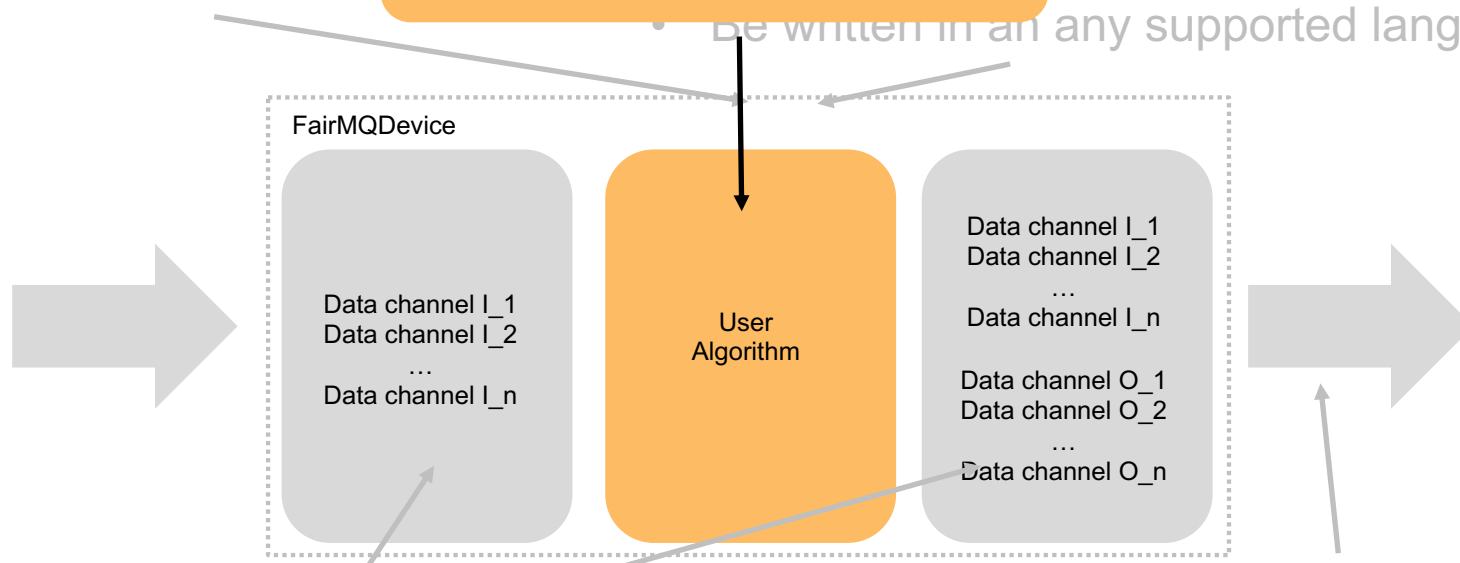 Be written in an any supported lang
FairMQDevice
Data channel I_1
Data channel I_2
…
Data channel I_n
User
Algorithm
Data channel I_1
Data channel I_2
…
Data channel I_n
Data channel O_1
Data channel O_2
…
Data channel O_n